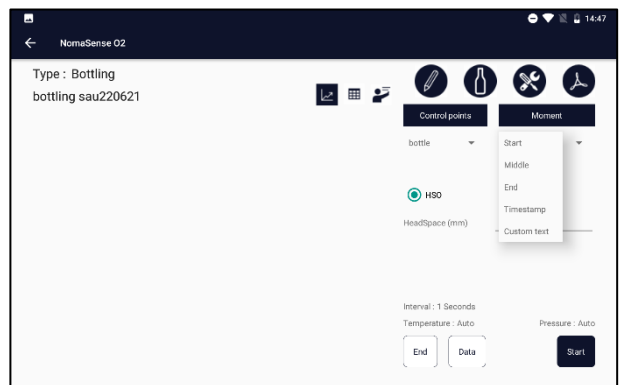 14:47
NomaSense O2
Type : Bottling
bottling sau220621
Control points
Moment
bottle
Start
Middle
End
Timestamp
Custom text
HSO
HeadSpace (mm)
Interval : 1 Seconds
Temperature : Auto
Pressure : Auto
End
Data
Start